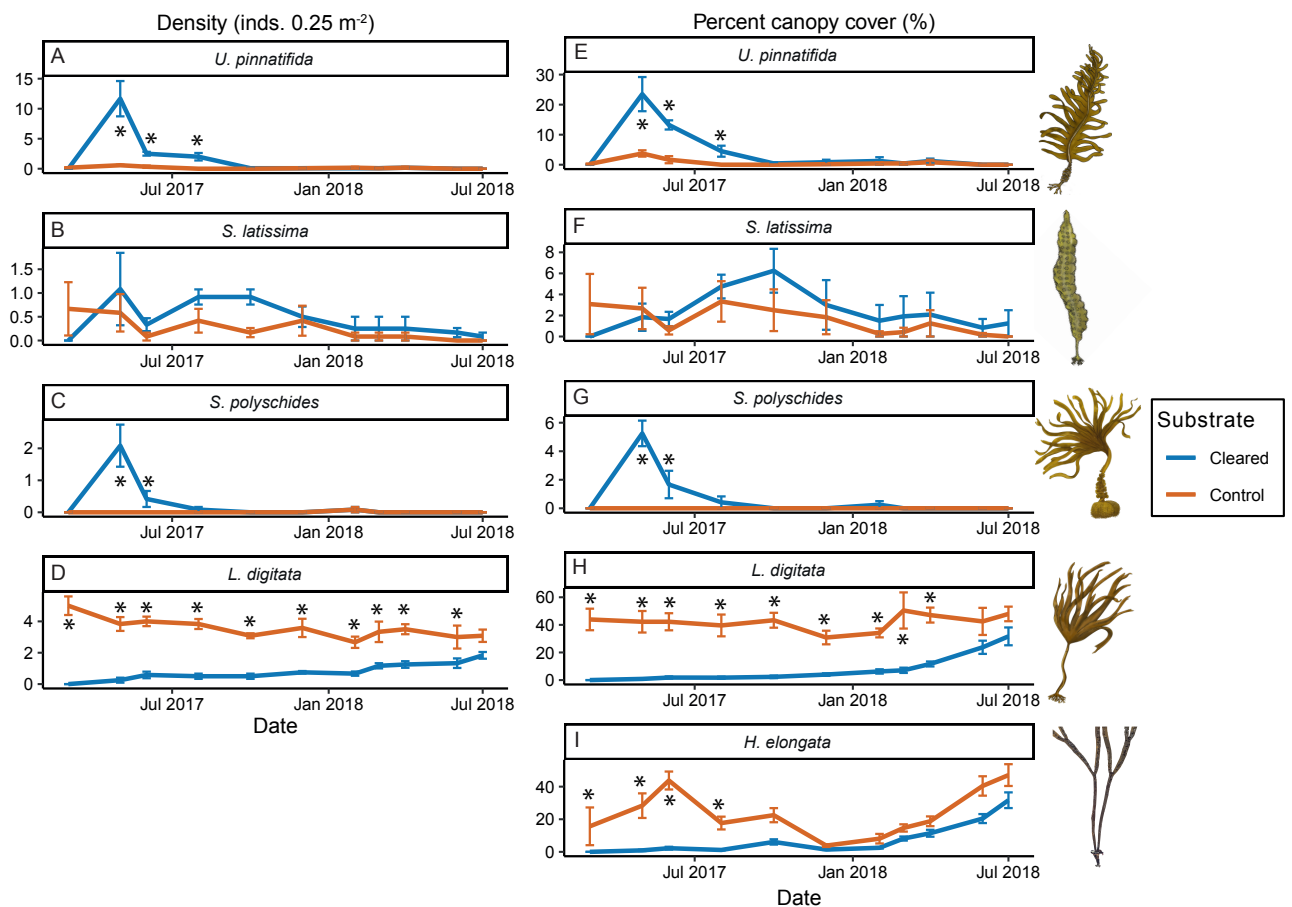 Density (inds. 0.25 m⁻²)
A
U. pinnatifida
15
10
5
0
*
*
*
Jul 2017
Jan 2018
Jul 2018
B
S. latissima
1.5
1.0
0.5
0.0
Jul 2017
Jan 2018
Jul 2018
C
S. polyschides
2
1
0
*
*
Jul 2017
Jan 2018
Jul 2018
D
L. digitata
4
2
0
*
*
*
*
*
*
*
*
*
*
Jul 2017
Jan 2018
Jul 2018
Date
Percent canopy cover (%)
E
U. pinnatifida
30
20
10
0
*
*
*
Jul 2017
Jan 2018
Jul 2018
F
S. latissima
8
6
4
2
0
Jul 2017
Jan 2018
Jul 2018
G
S. polyschides
6
4
2
0
*
*
Jul 2017
Jan 2018
Jul 2018
H
L. digitata
60
40
20
0
*
*
*
*
*
*
*
*
*
Jul 2017
Jan 2018
Jul 2018
I
H. elongata
40
20
0
*
*
*
*
Jul 2017
Jan 2018
Jul 2018
Date
Substrate
Cleared
Control